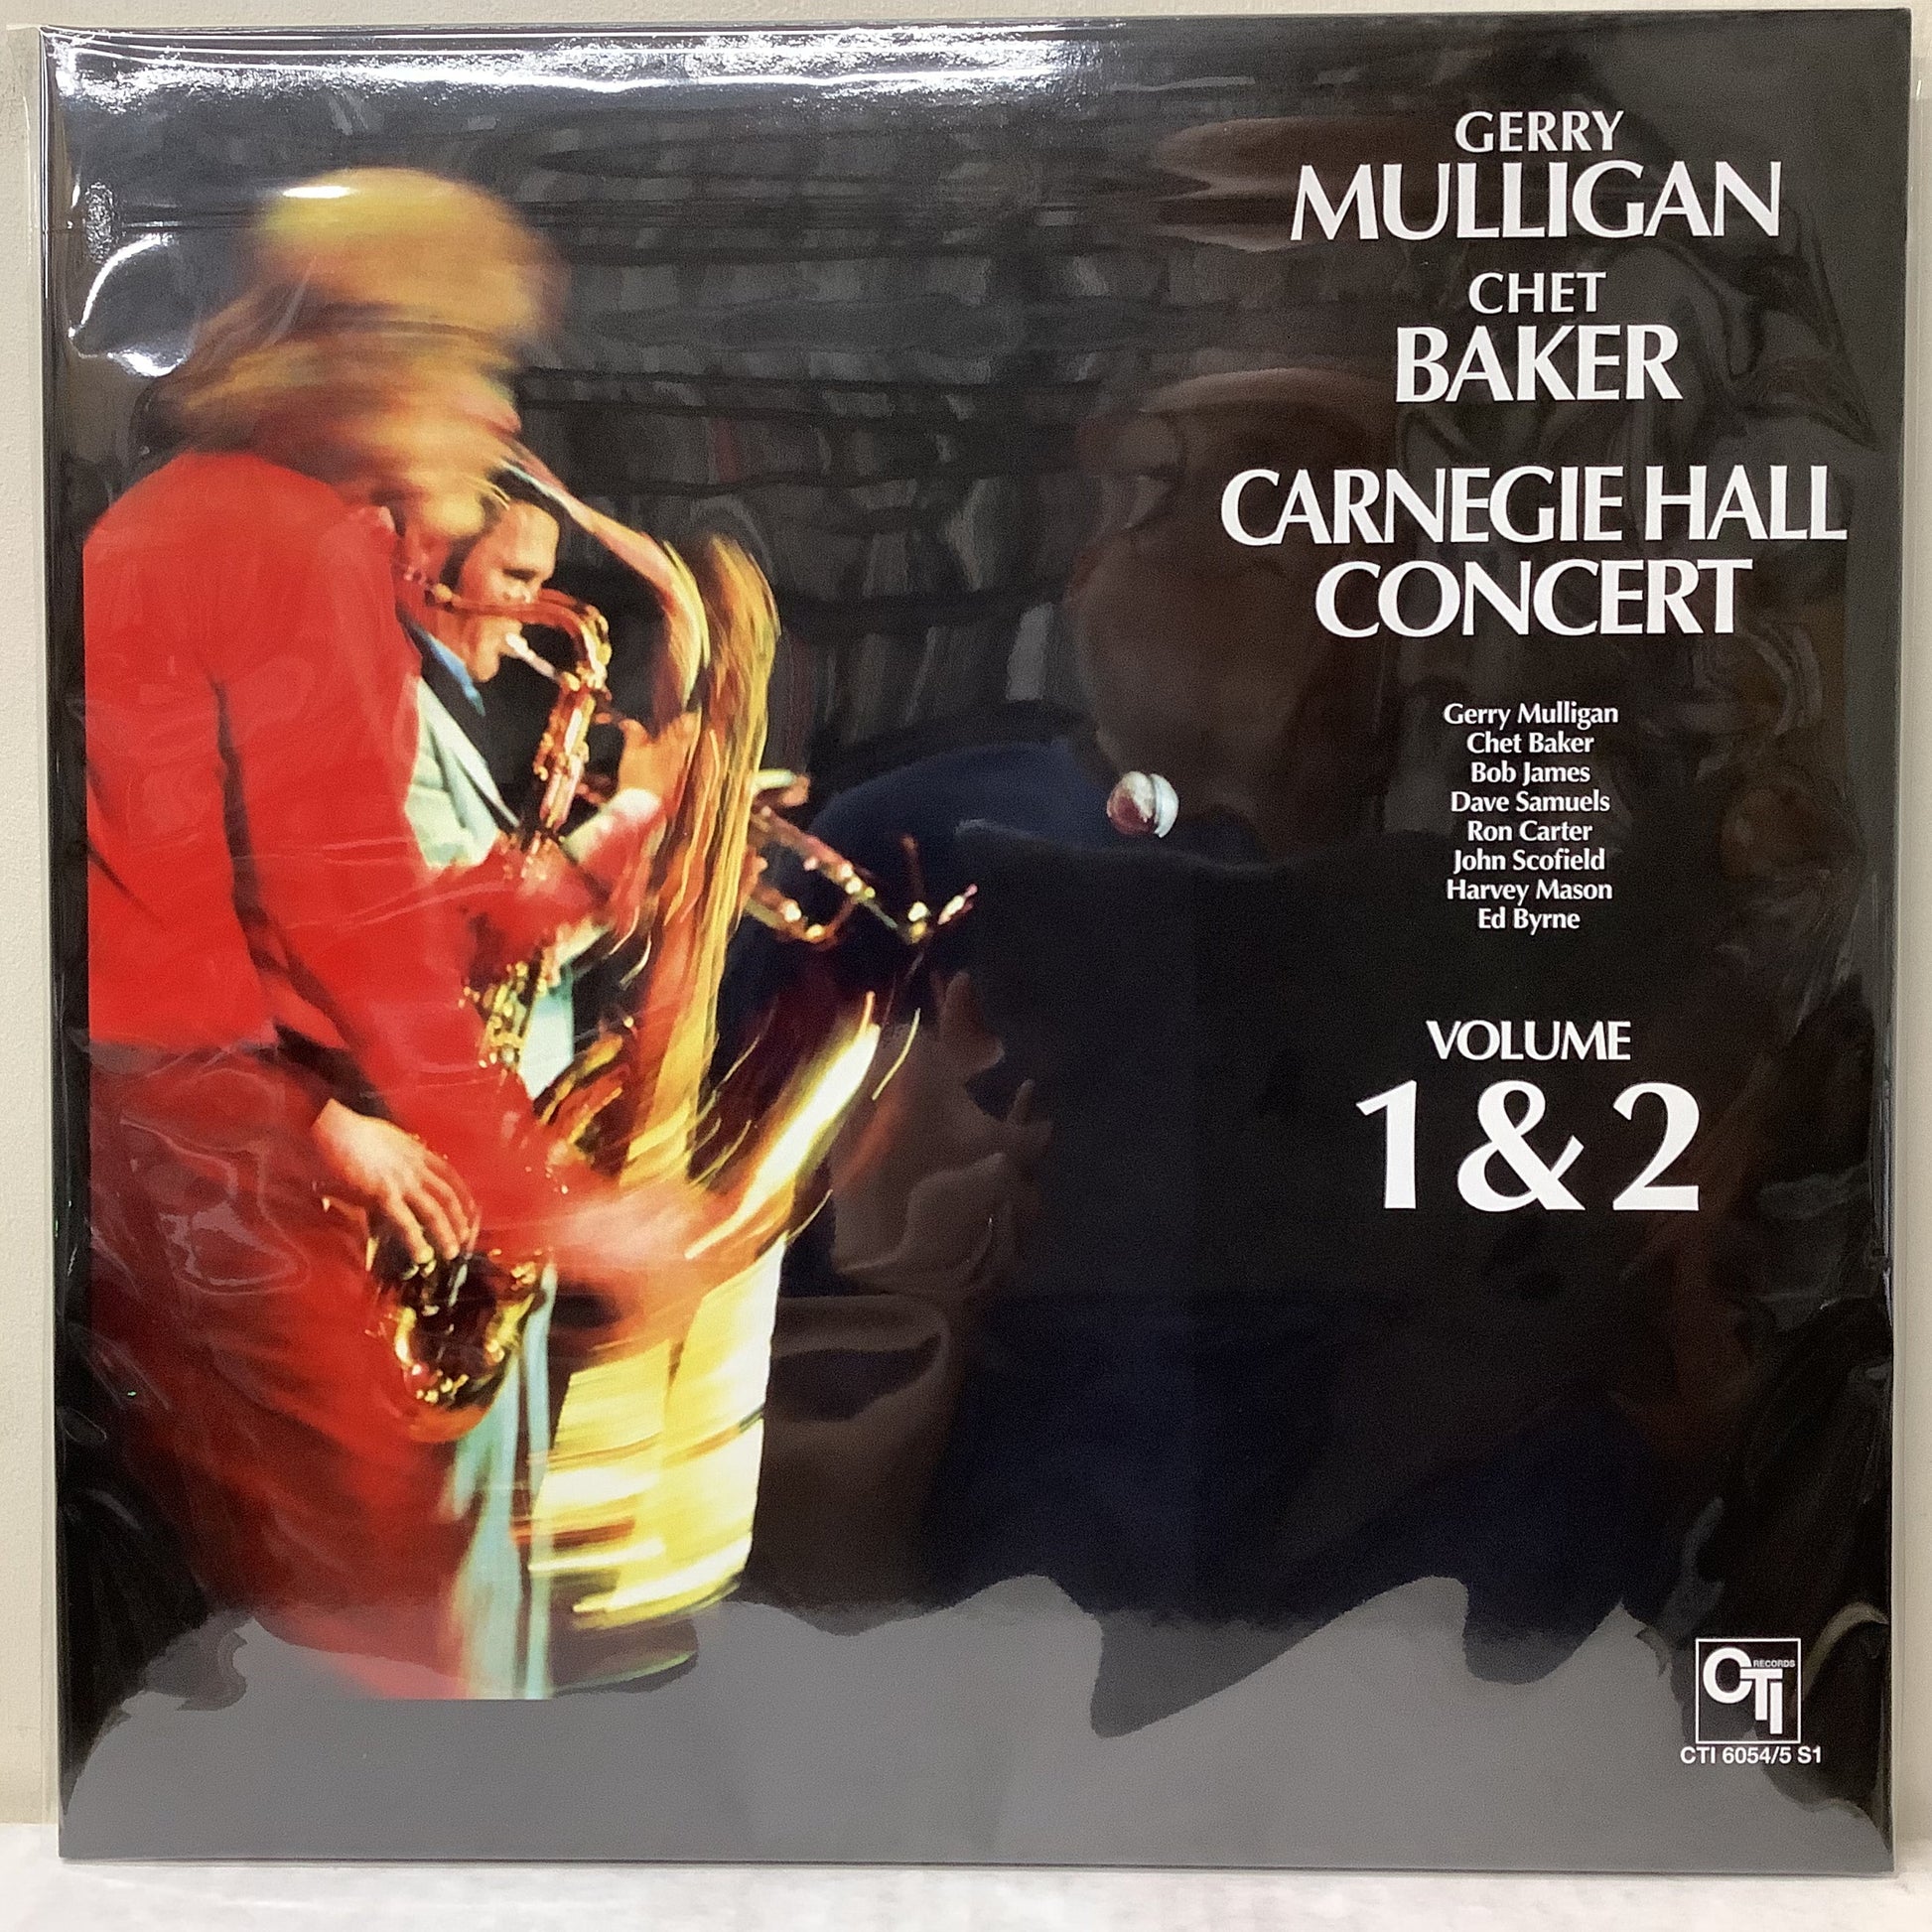 GERRY
MULLIGAN
CHET
BAKER
CARNEGIE HALL
CONCERT
Gerry Mulligan
Chet Baker
Bob James
Dave Samuels
Ron Carter
John Scofield
Harvey Mason
Ed Byrne
VOLUME
1 & 2
CTI RECORDS
CTI 6054/5 S1